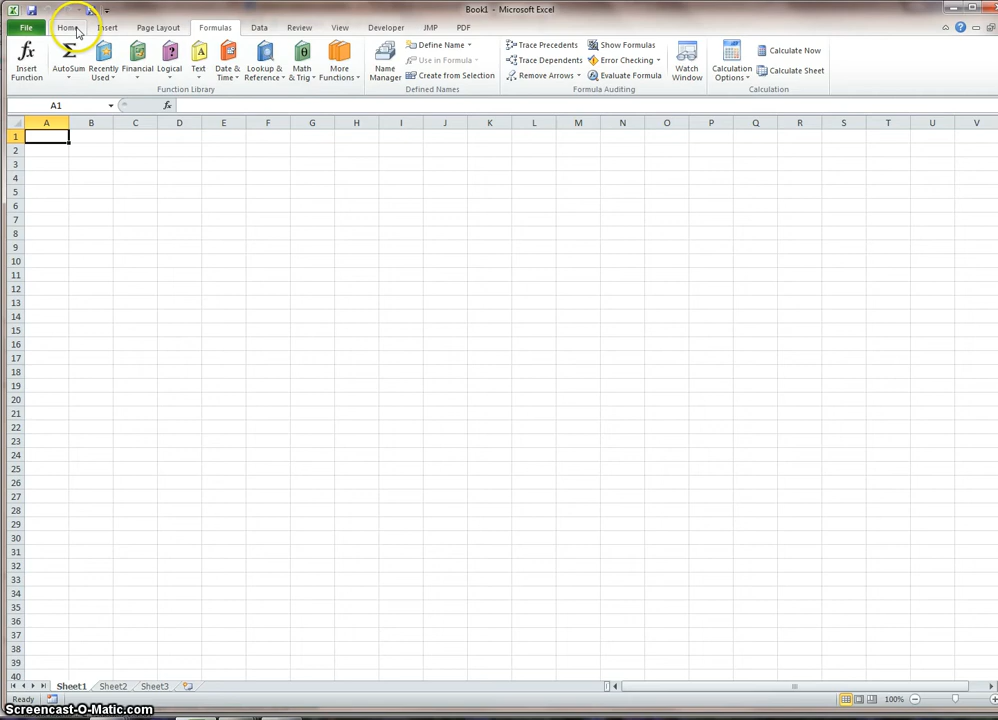 Book1 - Microsoft Excel
File Home Insert Page Layout Formulas Data Review View Developer JMP PDF
Insert Function
AutoSum
Recently Used
Financial
Logical
Text
Date & Time
Lookup & Reference
Math & Trig
More Functions
Function Library
Name Manager
Define Name
Use in Formula
Create from Selection
Defined Names
Trace Precedents
Trace Dependents
Remove Arrows
Show Formulas
Error Checking
Evaluate Formula
Formula Auditing
Watch Window
Calculation Options
Calculate Now
Calculate Sheet
Calculation
A1 fx
A B C D E F G H I J K L M N O P Q R S T U V
1
2
3
4
5
6
7
8
9
10
11
12
13
14
15
16
17
18
19
20
21
22
23
24
25
26
27
28
29
30
31
32
33
34
35
36
37
38
39
40
Sheet1 Sheet2 Sheet3
Ready 100%
Screencast-O-Matic.com